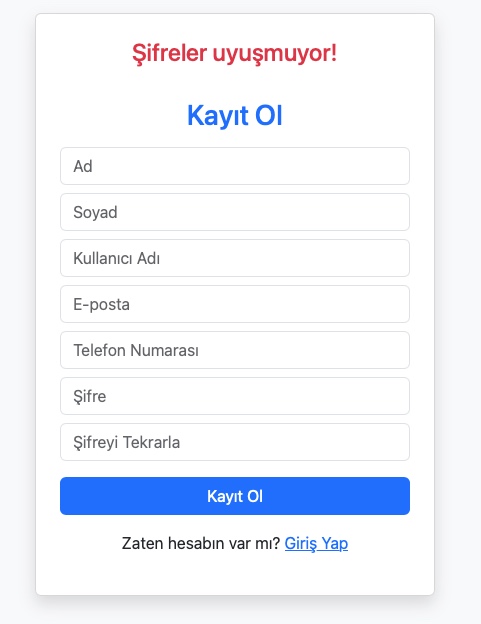 Şifreler uyuşmuyor!
Kayıt Ol
Ad
Soyad
Kullanıcı Adı
E-posta
Telefon Numarası
Şifre
Şifreyi Tekrarla
Kayıt Ol
Zaten hesabın var mı? Giriş Yap